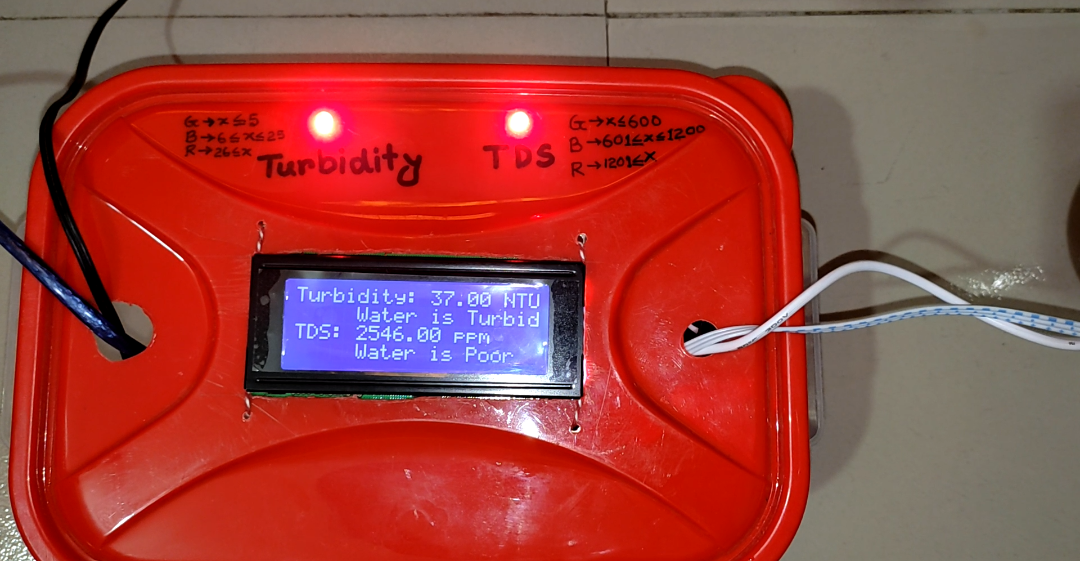 G→x≤5
B→6≤x≤25
R→26≤x
Turbidity
TDS
G→x≤600
B→601≤x≤1200
R→1201≤x
Turbidity: 37.00 NTU
Water is Turbid
TDS: 2546.00 ppm
Water is Poor